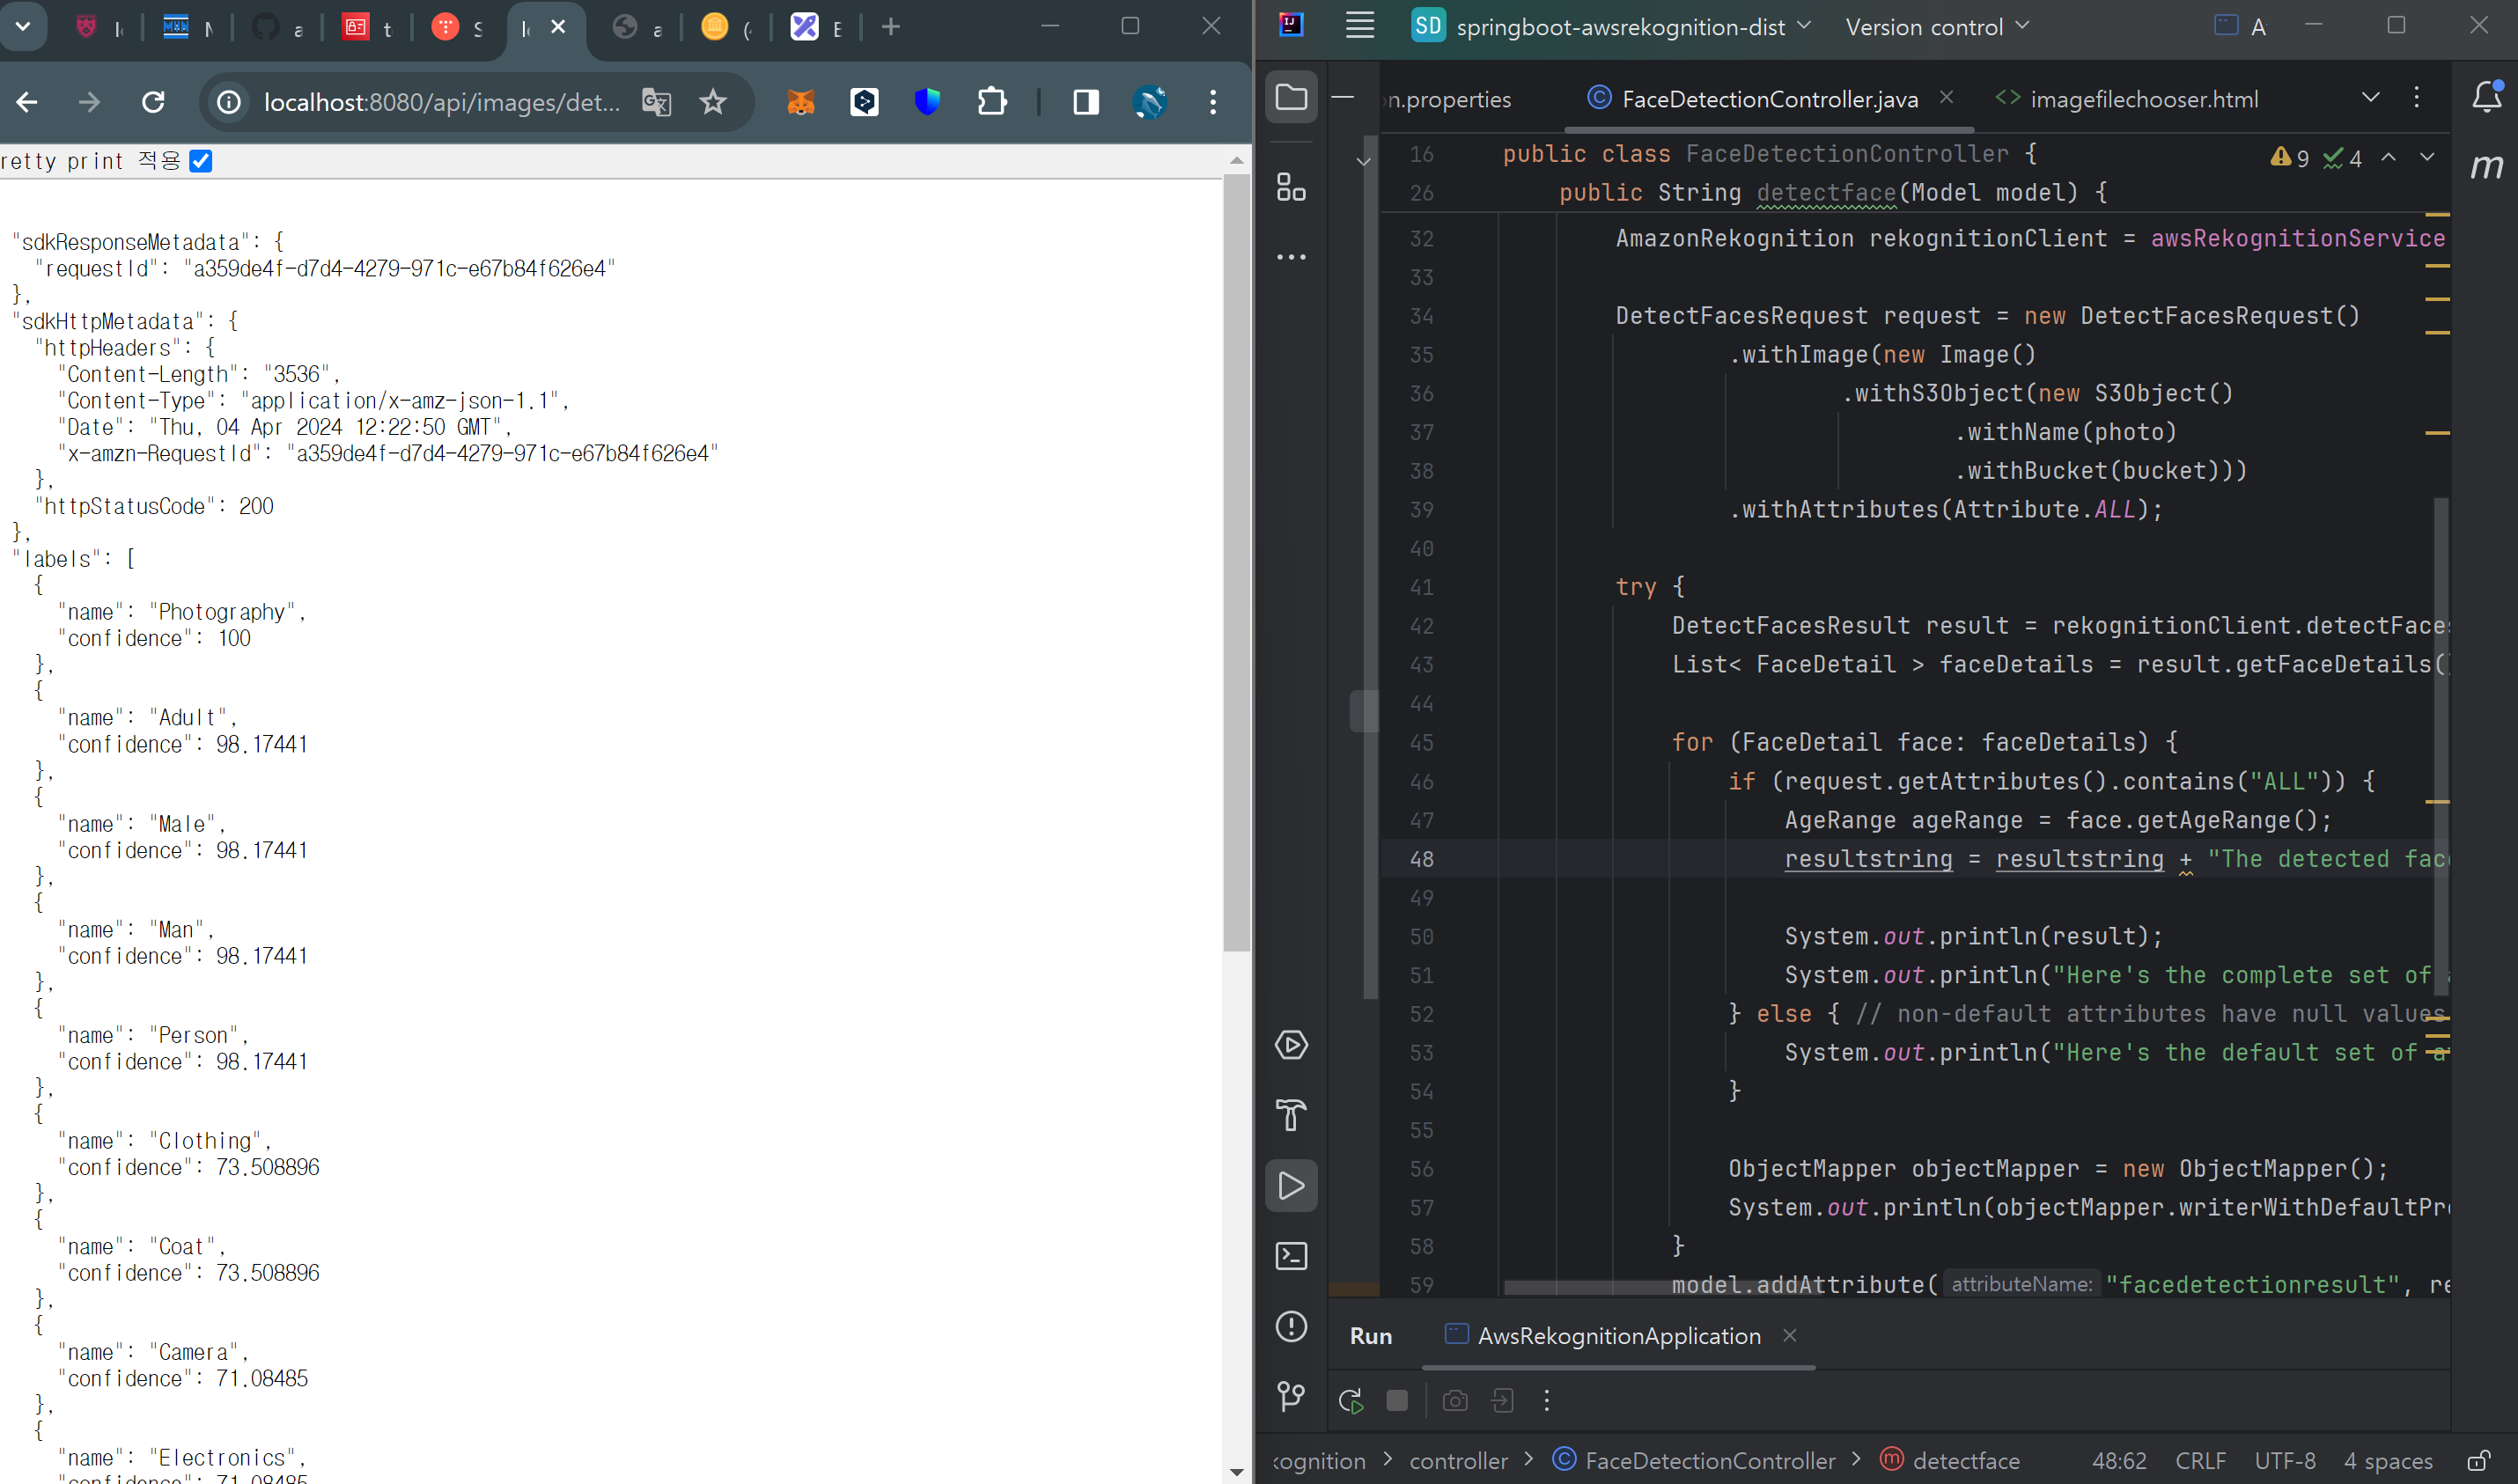 localhost:8080/api/images/det...
retty print 적용
"sdkResponseMetadata": {
"requestId": "a359de4f-d7d4-4279-971c-e67b84f626e4"
},
"sdkHttpMetadata": {
"httpHeaders": {
"Content-Length": "3536",
"Content-Type": "application/x-amz-json-1.1",
"Date": "Thu, 04 Apr 2024 12:22:50 GMT",
"x-amzn-RequestId": "a359de4f-d7d4-4279-971c-e67b84f626e4"
},
"httpStatusCode": 200
},
"labels": [
{
"name": "Photography",
"confidence": 100
},
{
"name": "Adult",
"confidence": 98.17441
},
{
"name": "Male",
"confidence": 98.17441
},
{
"name": "Man",
"confidence": 98.17441
},
{
"name": "Person",
"confidence": 98.17441
},
{
"name": "Clothing",
"confidence": 73.508896
},
{
"name": "Coat",
"confidence": 73.508896
},
{
"name": "Camera",
"confidence": 71.08485
},
{
"name": "Electronics",
"confidence": 71.08485
SD springboot-awsrekognition-dist Version control A
n.properties FaceDetectionController.java imagefilechooser.html
16 public class FaceDetectionController { 9 4
26 public String detectface(Model model) {
32 AmazonRekognition rekognitionClient = awsRekognitionService
33
34 DetectFacesRequest request = new DetectFacesRequest()
35 .withImage(new Image()
36 .withS3Object(new S3Object()
37 .withName(photo)
38 .withBucket(bucket)))
39 .withAttributes(Attribute.ALL);
40
41 try {
42 DetectFacesResult result = rekognitionClient.detectFaces
43 List< FaceDetail > faceDetails = result.getFaceDetails(
44
45 for (FaceDetail face: faceDetails) {
46 if (request.getAttributes().contains("ALL")) {
47 AgeRange ageRange = face.getAgeRange();
48 resultstring = resultstring + "The detected fac
49
50 System.out.println(result);
51 System.out.println("Here's the complete set of
52 } else { // non-default attributes have null values
53 System.out.println("Here's the default set of
54 }
55
56 ObjectMapper objectMapper = new ObjectMapper();
57 System.out.println(objectMapper.writerWithDefaultPr
58 }
59 model.addAttribute( attributeName: "facedetectionresult", re
Run AwsRekognitionApplication
kognition > controller > FaceDetectionController > detectface 48:62 CRLF UTF-8 4 spaces